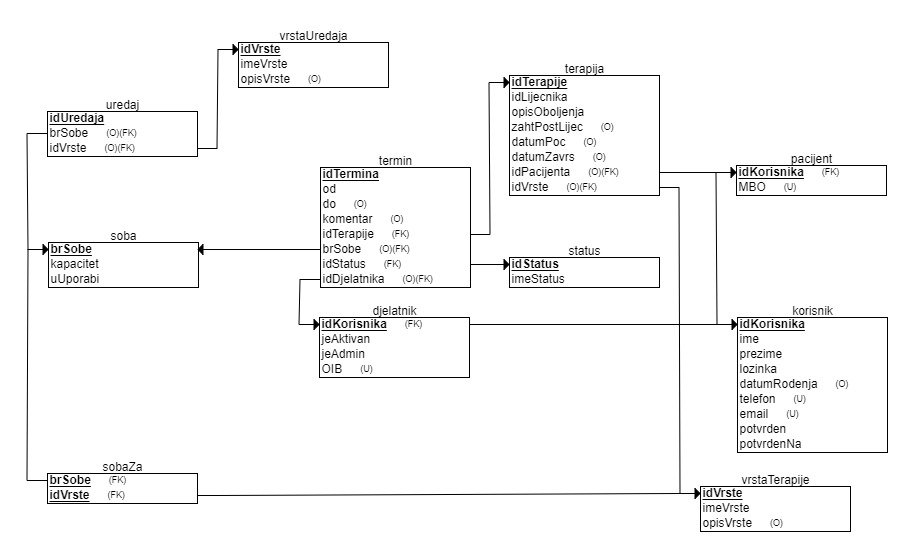 vrstaUredaja
idVrste
imeVrste
opisVrste (O)
uredaj
idUredaja
brSobe (O)(FK)
idVrste (O)(FK)
terapija
idTerapije
idLijecnika
opisOboljenja
zahtPostLijec (O)
datumPoc (O)
datumZavrs (O)
idPacijenta (O)(FK)
idVrste (O)(FK)
termin
idTermina
od
do (O)
komentar (O)
idTerapije (FK)
brSobe (O)(FK)
idStatus (FK)
idDjelatnika (O)(FK)
pacijent
idKorisnika (FK)
MBO (U)
soba
brSobe
kapacitet
uUporabi
status
idStatus
imeStatus
djelatnik
idKorisnika (FK)
jeAktivan
jeAdmin
OIB (U)
korisnik
idKorisnika
ime
prezime
lozinka
datumRodenja (O)
telefon (U)
email (U)
potvrden
potvrdenNa
sobaZa
brSobe (FK)
idVrste (FK)
vrstaTerapije
idVrste
imeVrste
opisVrste (O)